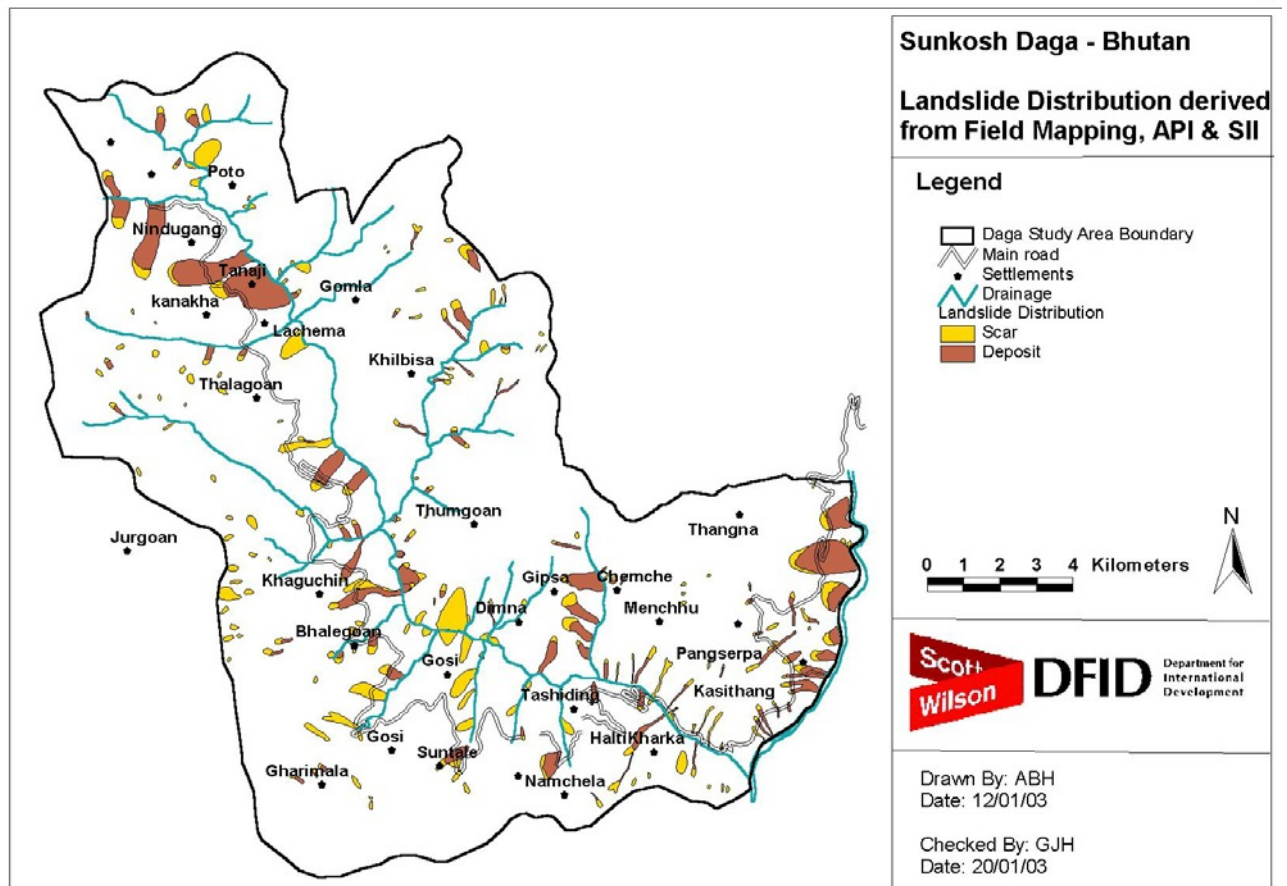 Sunkosh Daga - Bhutan
Landslide Distribution derived
from Field Mapping, API & SII
Legend
Daga Study Area Boundary
Main road
Settlements
Drainage
Landslide Distribution
Scar
Deposit
N
0 1 2 3 4 Kilometers
Scott
Wilson
DFID
Department for
International
Development
Drawn By: ABH
Date: 12/01/03
Checked By: GJH
Date: 20/01/03
Poto
Nindugang
Tanaji
kanakha
Gomla
Lachema
Khilbisa
Thalagoan
Thumgoan
Thangna
Jurgoan
Khaguchin
Gipsa
Chemche
Dimna
Menchhu
Bhalegoan
Gosi
Pangserpa
Kasithang
Tashiding
Gosi
Suntale
HaltiKharka
Gharimala
Namchela